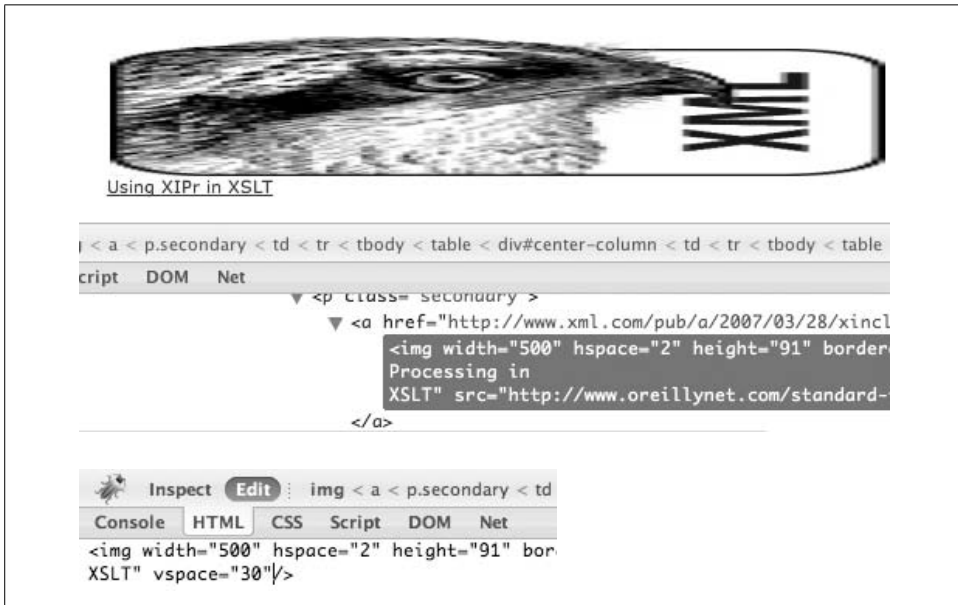 XML
Using XIPr in XSLT
< a < p.secondary < td < tr < tbody < table < div#center-column < td < tr < tbody < table
cript DOM Net
▼ <p class="secondary">
▼ <a href="http://www.xml.com/pub/a/2007/03/28/xincl
<img width="500" hspace="2" height="91" border
Processing in
XSLT" src="http://www.oreillynet.com/standard-
</a>
Inspect Edit img < a < p.secondary < td
Console HTML CSS Script DOM Net
<img width="500" hspace="2" height="91" bor
XSLT" vspace="30"/>